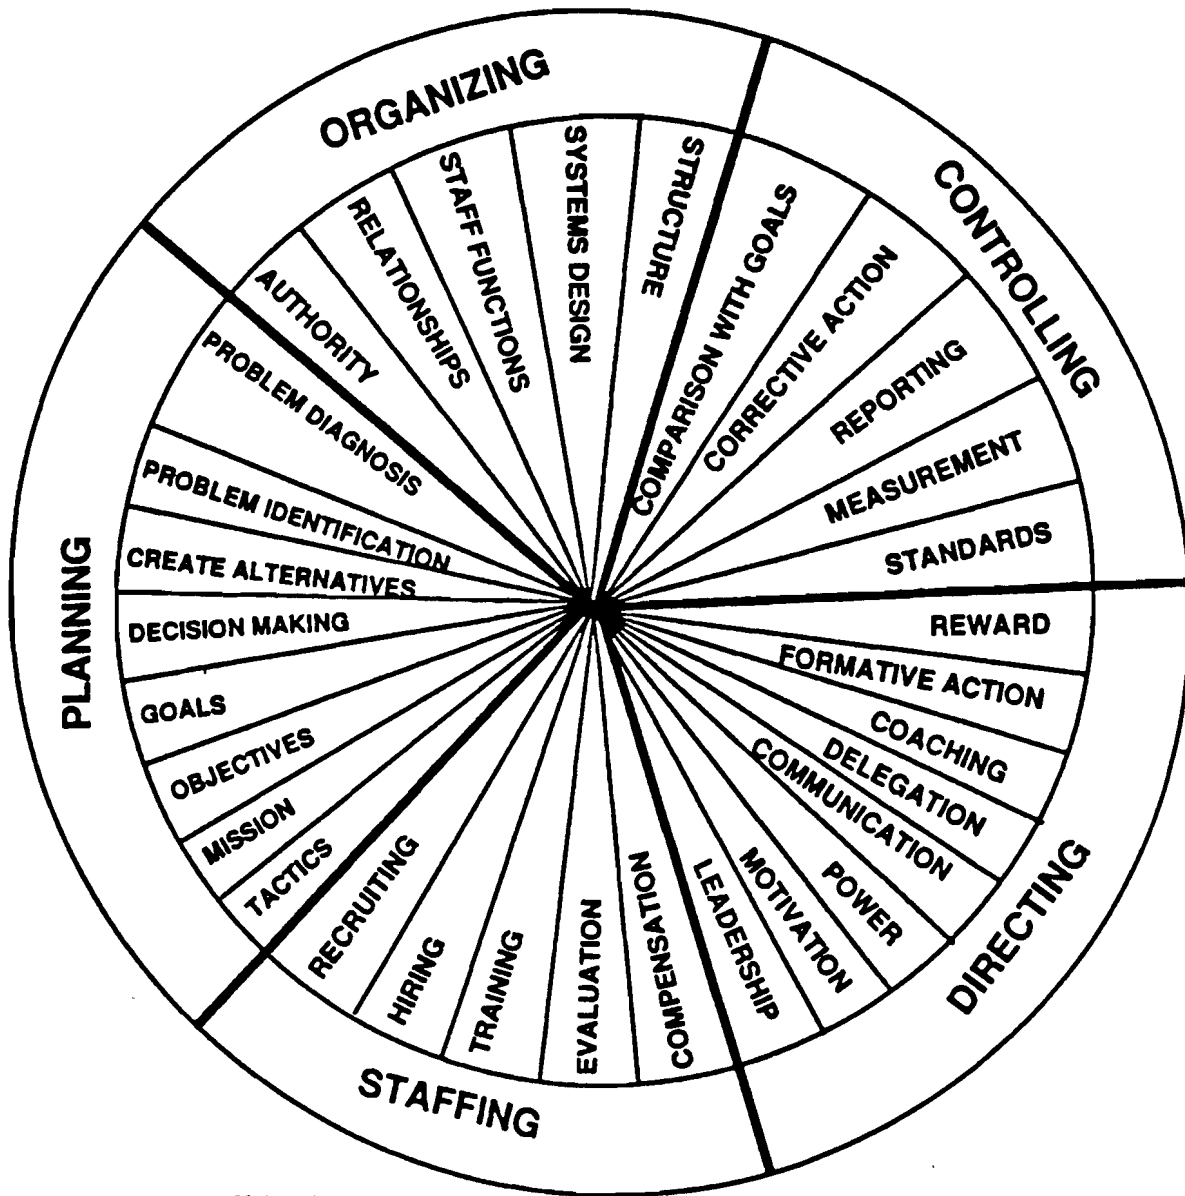 ORGANIZING
AUTHORITY
RELATIONSHIPS
STAFF FUNCTIONS
SYSTEMS DESIGN
STRUCTURE
CONTROLLING
COMPARISON WITH GOALS
CORRECTIVE ACTION
REPORTING
MEASUREMENT
STANDARDS
DIRECTING
REWARD
FORMATIVE ACTION
COACHING
DELEGATION
COMMUNICATION
POWER
MOTIVATION
LEADERSHIP
STAFFING
COMPENSATION
EVALUATION
TRAINING
HIRING
RECRUITING
PLANNING
TACTICS
MISSION
OBJECTIVES
GOALS
DECISION MAKING
CREATE ALTERNATIVES
PROBLEM IDENTIFICATION
PROBLEM DIAGNOSIS